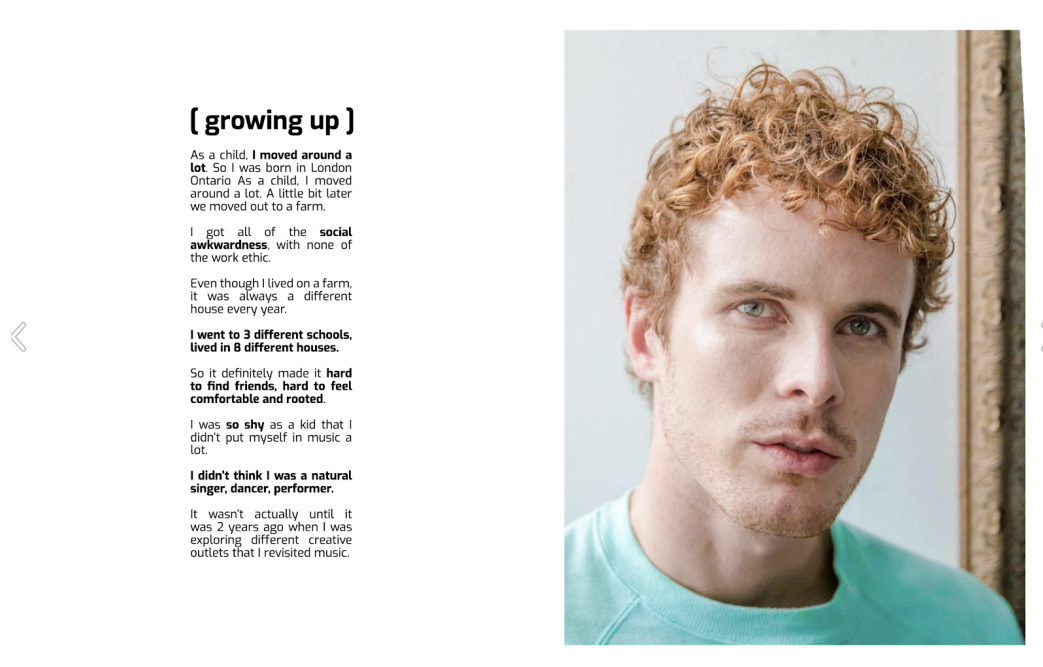 [ growing up ]
As a child, I moved around a
lot. So I was born in London
Ontario As a child, I moved
around a lot. A little bit later
we moved out to a farm.
I got all of the social
awkwardness, with none of
the work ethic.
Even though I lived on a farm,
it was always a different
house every year.
I went to 3 different schools,
lived in 8 different houses.
So it definitely made it hard
to find friends, hard to feel
comfortable and rooted.
I was so shy as a kid that I
didn't put myself in music a
lot.
I didn't think I was a natural
singer, dancer, performer.
It wasn't actually until it
was 2 years ago when I was
exploring different creative
outlets that I revisited music.